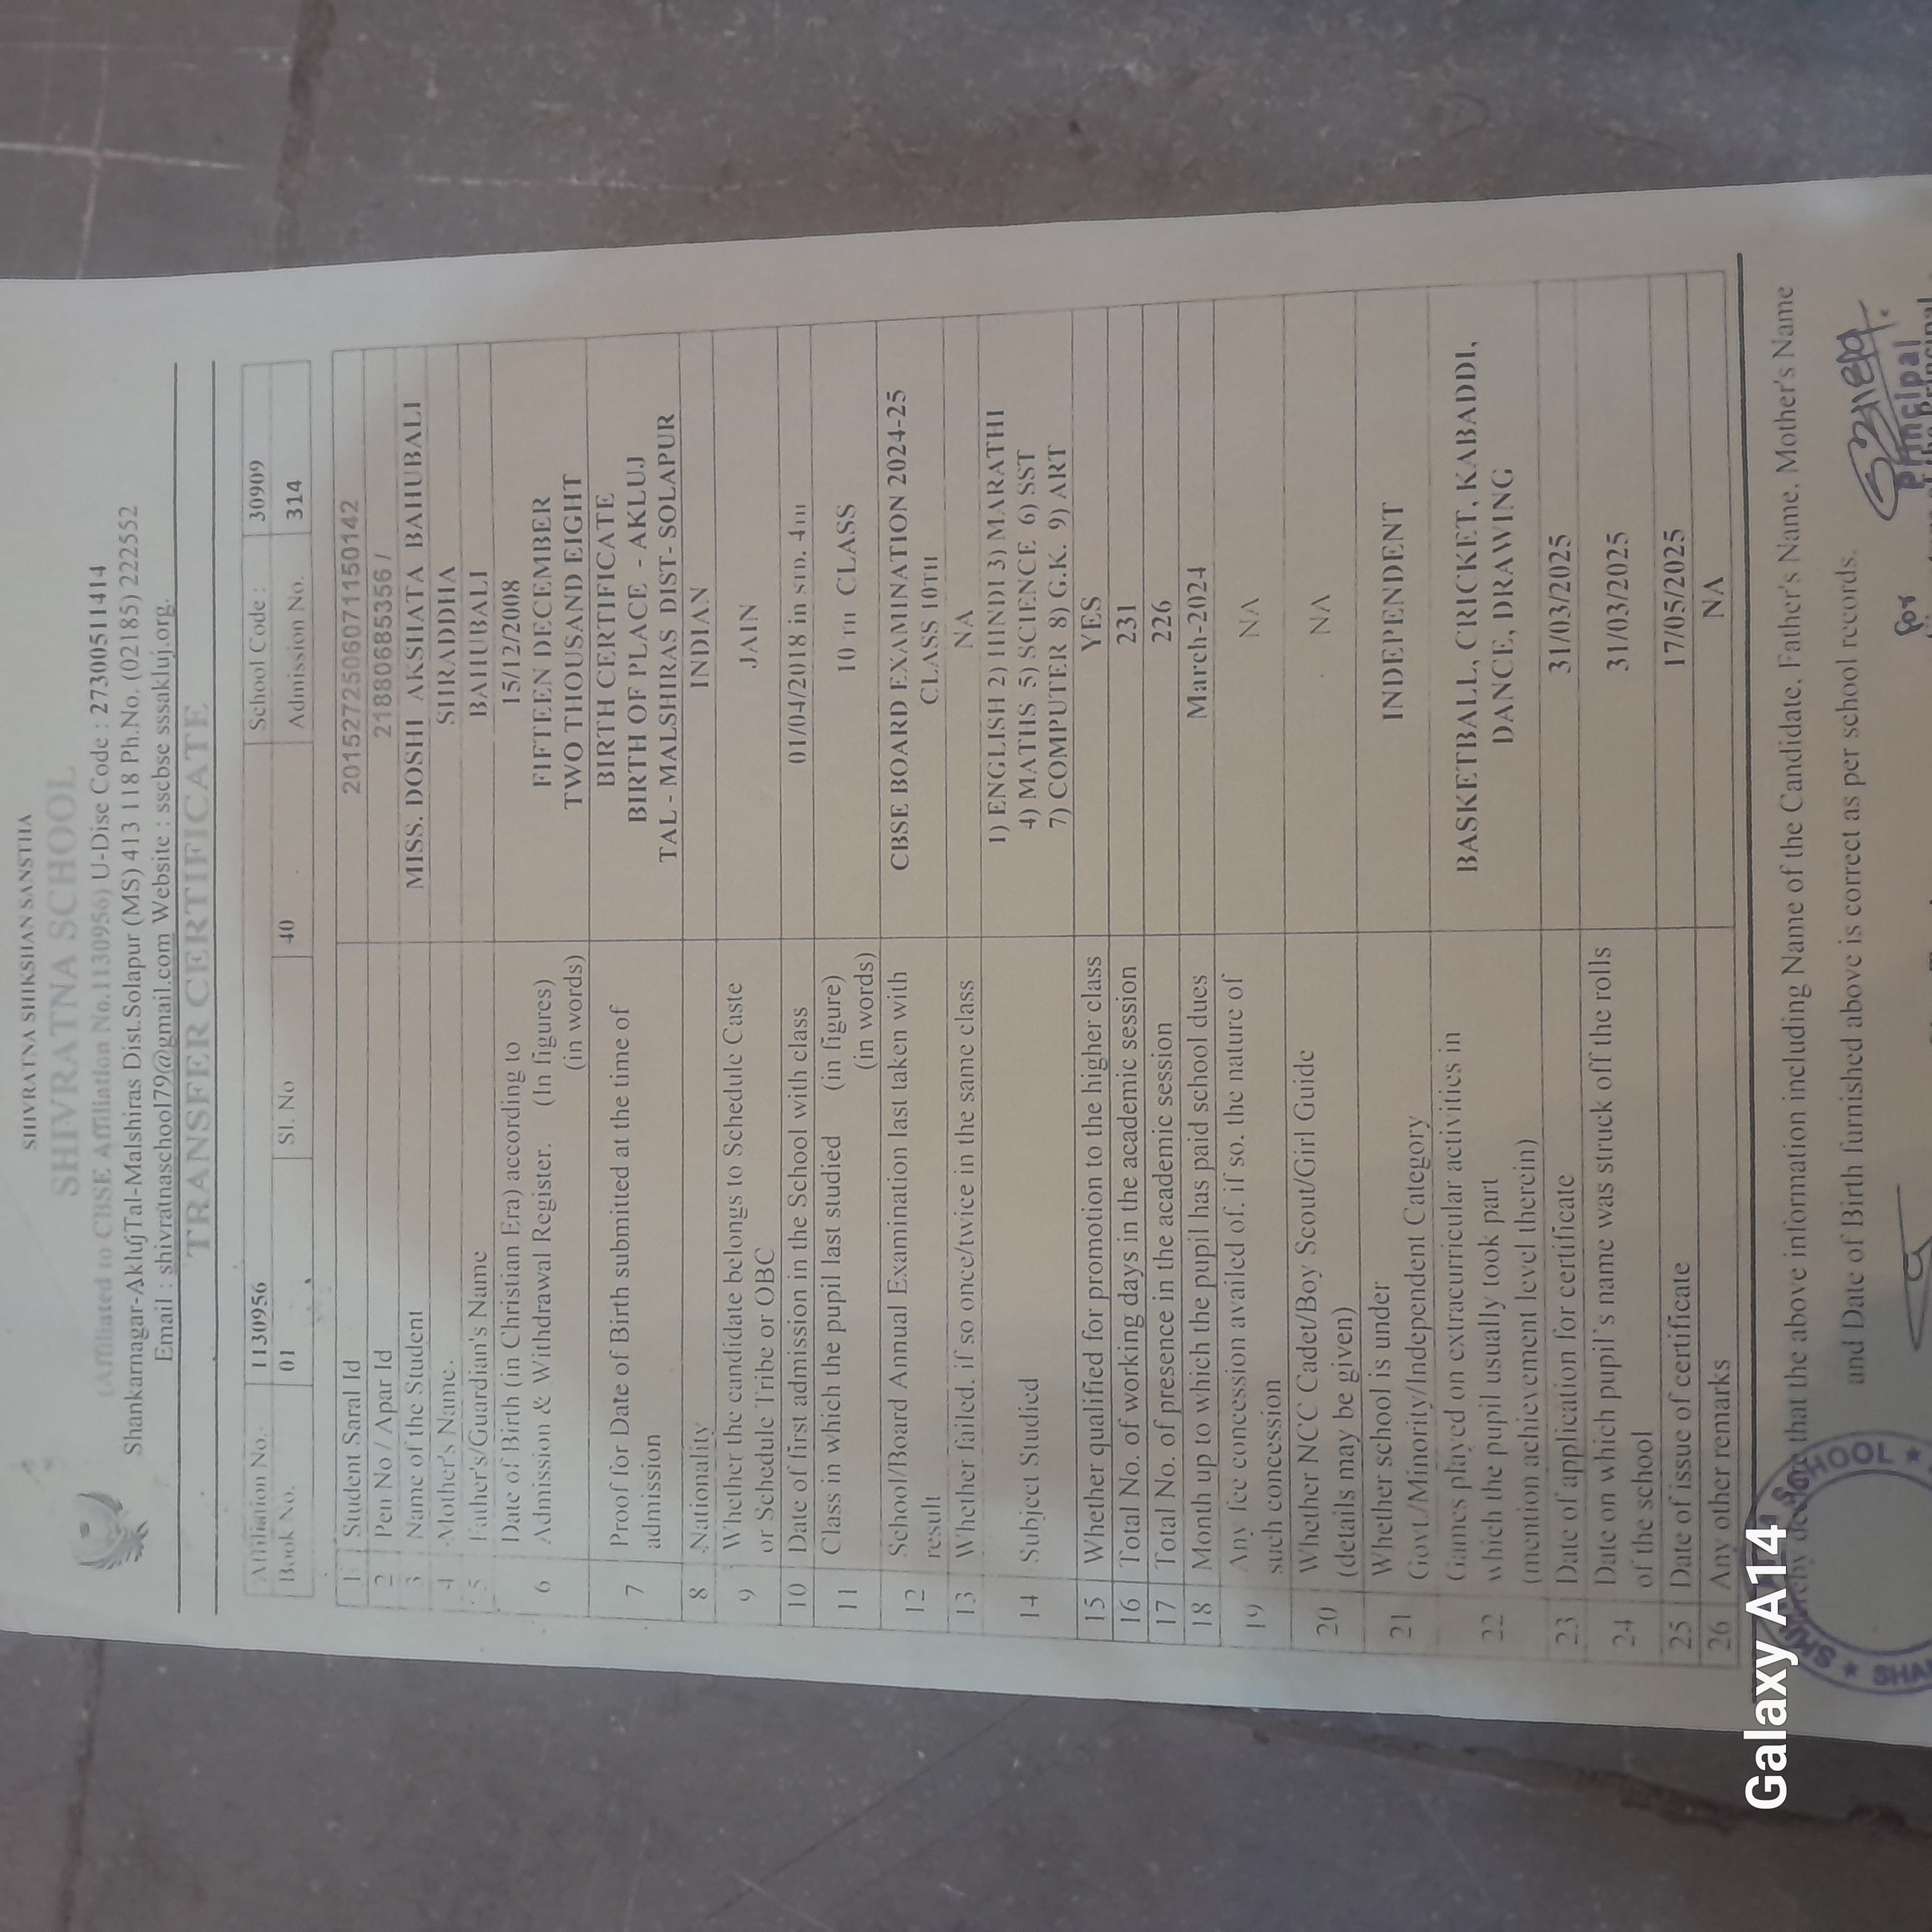 SHIVRATNA SHIKSHAN SANSTHA
SHIVRATNA SCHOOL
(Affiliated to CBSE Affiliation No.1130956) U-Dise Code : 27300511414
Shankarnagar-Akluj Tal-Malshiras Dist.Solapur (MS) 413 118 Ph.No. (02185) 222552
Email : shivratnaschool79@gmail.com Website : sscbse sssakluj.org.
TRANSFER CERTIFICATE
Affiliation No. 1130956 School Code : 30909
Book No. 01 Sl. No 40 Admission No. 314
1 Student Saral Id 2015272506071150142
2 Pen No / Apar Id 21880685356 /
3 Name of the Student MISS. DOSHI AKSHATA BAHUBALI
4 Mother's Name. SHRADDHA
5 Father's/Guardian's Name BAHUBALI
6 Date of Birth (in Christian Era) according to 15/12/2008
Admission & Withdrawal Register. (In figures) FIFTEEN DECEMBER
(in words) TWO THOUSAND EIGHT
7 Proof for Date of Birth submitted at the time of BIRTH CERTIFICATE
admission BIRTH OF PLACE - AKLUJ
TAL - MALSHIRAS DIST- SOLAPUR
8 Nationality INDIAN
9 Whether the candidate belongs to Schedule Caste JAIN
or Schedule Tribe or OBC
10 Date of first admission in the School with class 01/04/2018 in STD. 4TH
11 Class in which the pupil last studied (in figure) 10 TH CLASS
(in words)
12 School/Board Annual Examination last taken with CBSE BOARD EXAMINATION 2024-25
result CLASS 10TH
13 Whether failed. if so once/twice in the same class NA
14 Subject Studied 1) ENGLISH 2) HINDI 3) MARATHI
4) MATHS 5) SCIENCE 6) SST
7) COMPUTER 8) G.K. 9) ART
15 Whether qualified for promotion to the higher class YES
16 Total No. of working days in the academic session 231
17 Total No. of presence in the academic session 226
18 Month up to which the pupil has paid school dues March-2024
19 Any fee concession availed of. if so. the nature of NA
such concession
20 Whether NCC Cadet/Boy Scout/Girl Guide NA
(details may be given)
21 Whether school is under INDEPENDENT
Govt./Minority/Independent Category
22 Games played on extracurricular activities in BASKETBALL, CRICKET, KABADDI,
which the pupil usually took part DANCE, DRAWING
(mention achievement level therein)
23 Date of application for certificate 31/03/2025
24 Date on which pupil's name was struck off the rolls 31/03/2025
of the school
25 Date of issue of certificate 17/05/2025
26 Any other remarks NA
that the above information including Name of the Candidate. Father's Name. Mother's Name
and Date of Birth furnished above is correct as per school records.
SCHOOL
for Principal
Galaxy A14